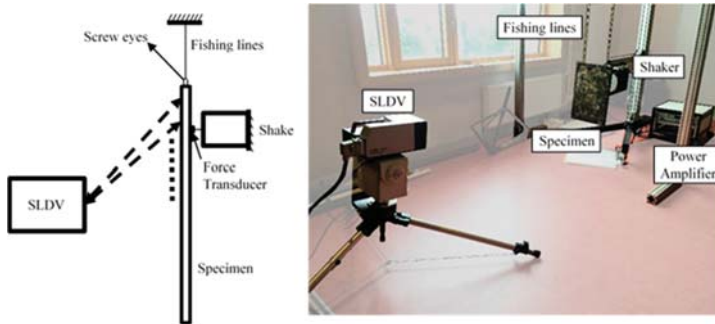 Screw eyes
Fishing lines
Shake
Force
Transducer
SLDV
Specimen
Fishing lines
SLDV
Shaker
Specimen
Power
Amplifier